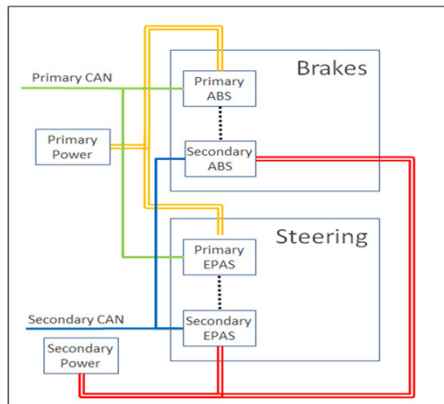 Brakes
Primary CAN
Primary
ABS
Primary
Power
Secondary
ABS
Steering
Primary
EPAS
Secondary CAN
Secondary
EPAS
Secondary
Power